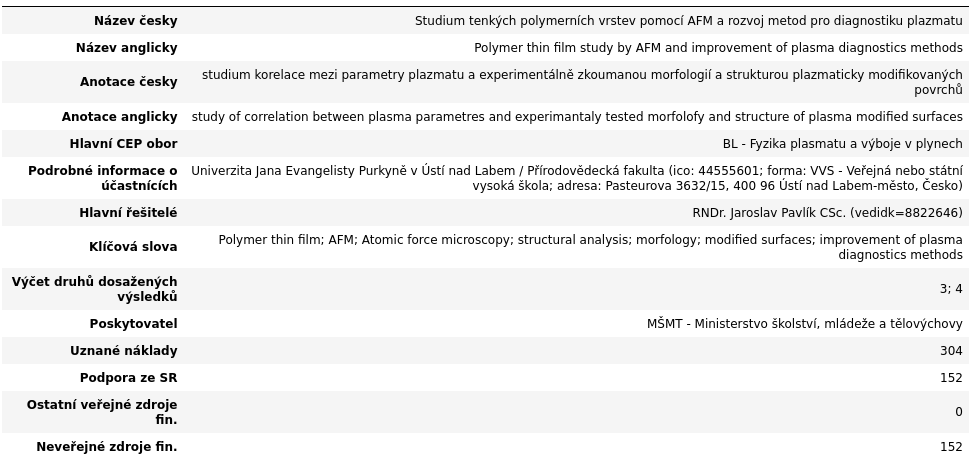 Název česky Studium tenkých polymerních vrstev pomocí AFM a rozvoj metod pro diagnostiku plazmatu
Název anglicky Polymer thin film study by AFM and improvement of plasma diagnostics methods
Anotace česky studium korelace mezi parametry plazmatu a experimentálně zkoumanou morfologií a strukturou plazmaticky modifikovaných
povrchů
Anotace anglicky study of correlation between plasma parametres and experimantaly tested morfolofy and structure of plasma modified surfaces
Hlavní CEP obor BL - Fyzika plasmatu a výboje v plynech
Podrobné informace o
účastnících
Univerzita Jana Evangelisty Purkyně v Ústí nad Labem / Přírodovědecká fakulta (ico: 44555601; forma: VVS - Veřejná nebo státní
vysoká škola; adresa: Pasteurova 3632/15, 400 96 Ústí nad Labem-město, Česko)
Hlavní řešitelé RNDr. Jaroslav Pavlík CSc. (vedidk=8822646)
Klíčová slova Polymer thin film; AFM; Atomic force microscopy; structural analysis; morfology; modified surfaces; improvement of plasma
diagnostics methods
Výčet druhů dosažených
výsledků
3; 4
Poskytovatel MŠMT - Ministerstvo školství, mládeže a tělovýchovy
Uznané náklady 304
Podpora ze SR 152
Ostatní veřejné zdroje
fin.
0
Neveřejné zdroje fin. 152